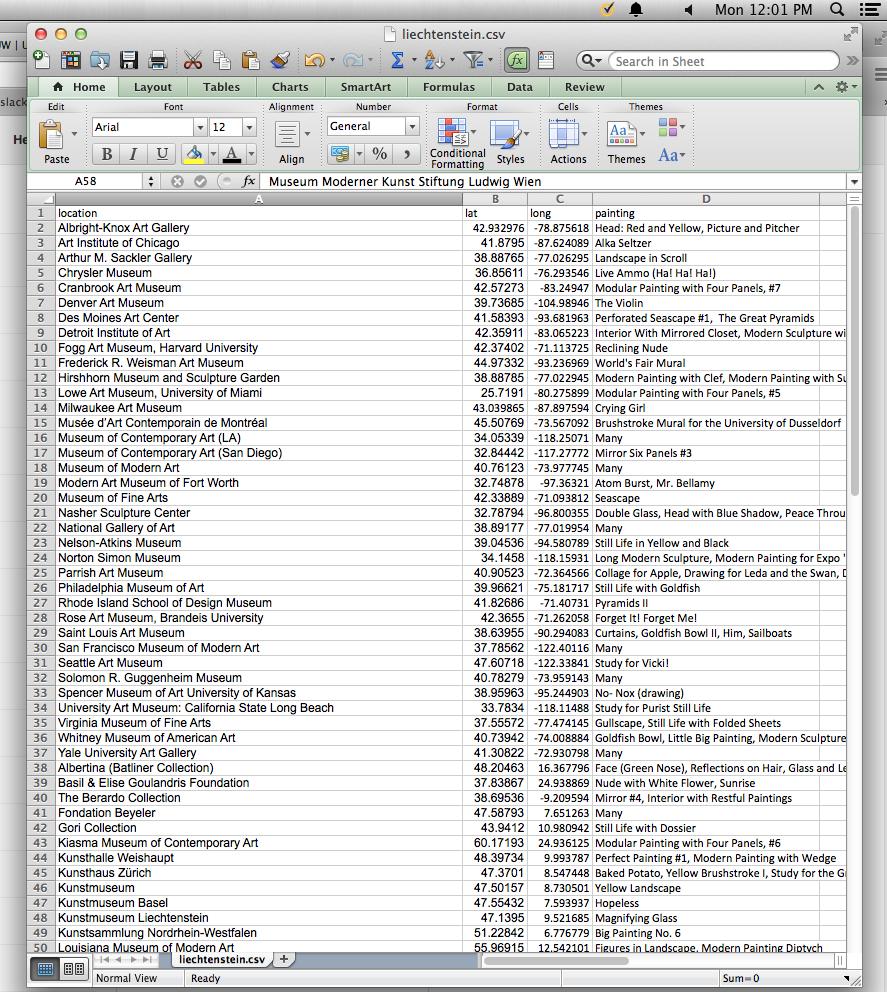 Mon 12:01 PM
liechtenstein.csv
Search in Sheet
slack
Home Layout Tables Charts SmartArt Formulas Data Review
Edit Font Alignment Number Format Cells Themes
Arial 12 General
Paste B I U A Align % , Conditional Formatting Styles Actions Themes Aa
A58 fx Museum Moderner Kunst Stiftung Ludwig Wien
A B C D
1 location lat long painting
2 Albright-Knox Art Gallery 42.932976 -78.875618 Head: Red and Yellow, Picture and Pitcher
3 Art Institute of Chicago 41.8795 -87.624089 Alka Seltzer
4 Arthur M. Sackler Gallery 38.88765 -77.026295 Landscape in Scroll
5 Chrysler Museum 36.85611 -76.293546 Live Ammo (Ha! Ha! Ha!)
6 Cranbrook Art Museum 42.57273 -83.24947 Modular Painting with Four Panels, #7
7 Denver Art Museum 39.73685 -104.98946 The Violin
8 Des Moines Art Center 41.58393 -93.681963 Perforated Seascape #1, The Great Pyramids
9 Detroit Institute of Art 42.35911 -83.065223 Interior With Mirrored Closet, Modern Sculpture wi
10 Fogg Art Museum, Harvard University 42.37402 -71.113725 Reclining Nude
11 Frederick R. Weisman Art Museum 44.97332 -93.236969 World's Fair Mural
12 Hirshhorn Museum and Sculpture Garden 38.88785 -77.022945 Modern Painting with Clef, Modern Painting with Su
13 Lowe Art Museum, University of Miami 25.7191 -80.275899 Modular Painting with Four Panels, #5
14 Milwaukee Art Museum 43.039865 -87.897594 Crying Girl
15 Musée d'Art Contemporain de Montréal 45.50769 -73.567092 Brushstroke Mural for the University of Dusseldorf
16 Museum of Contemporary Art (LA) 34.05339 -118.25071 Many
17 Museum of Contemporary Art (San Diego) 32.84442 -117.27772 Mirror Six Panels #3
18 Museum of Modern Art 40.76123 -73.977745 Many
19 Modern Art Museum of Fort Worth 32.74878 -97.36321 Atom Burst, Mr. Bellamy
20 Museum of Fine Arts 42.33889 -71.093812 Seascape
21 Nasher Sculpture Center 32.78794 -96.800355 Double Glass, Head with Blue Shadow, Peace Throu
22 National Gallery of Art 38.89177 -77.019954 Many
23 Nelson-Atkins Museum 39.04536 -94.580789 Still Life in Yellow and Black
24 Norton Simon Museum 34.1458 -118.15931 Long Modern Sculpture, Modern Painting for Expo '
25 Parrish Art Museum 40.90523 -72.364566 Collage for Apple, Drawing for Leda and the Swan, D
26 Philadelphia Museum of Art 39.96621 -75.181717 Still Life with Goldfish
27 Rhode Island School of Design Museum 41.82686 -71.40731 Pyramids II
28 Rose Art Museum, Brandeis University 42.3655 -71.262058 Forget It! Forget Me!
29 Saint Louis Art Museum 38.63955 -90.294083 Curtains, Goldfish Bowl II, Him, Sailboats
30 San Francisco Museum of Modern Art 37.78562 -122.40116 Many
31 Seattle Art Museum 47.60718 -122.33841 Study for Vicki!
32 Solomon R. Guggenheim Museum 40.78279 -73.959143 Many
33 Spencer Museum of Art University of Kansas 38.95963 -95.244903 No- Nox (drawing)
34 University Art Museum: California State Long Beach 33.7834 -118.11488 Study for Purist Still Life
35 Virginia Museum of Fine Arts 37.55572 -77.474145 Gullscape, Still Life with Folded Sheets
36 Whitney Museum of American Art 40.73942 -74.008884 Goldfish Bowl, Little Big Painting, Modern Sculpture
37 Yale University Art Gallery 41.30822 -72.930798 Many
38 Albertina (Batliner Collection) 48.20463 16.367796 Face (Green Nose), Reflections on Hair, Glass and Le
39 Basil & Elise Goulandris Foundation 37.83867 24.938869 Nude with White Flower, Sunrise
40 The Berardo Collection 38.69536 -9.209594 Mirror #4, Interior with Restful Paintings
41 Fondation Beyeler 47.58793 7.651263 Many
42 Gori Collection 43.9412 10.980942 Still Life with Dossier
43 Kiasma Museum of Contemporary Art 60.17193 24.936125 Modular Painting with Four Panels, #6
44 Kunsthalle Weishaupt 48.39734 9.993787 Perfect Painting #1, Modern Painting with Wedge
45 Kunsthaus Zürich 47.3701 8.547448 Baked Potato, Yellow Brushstroke I, Study for the G
46 Kunstmuseum 47.50157 8.730501 Yellow Landscape
47 Kunstmuseum Basel 47.55432 7.593937 Hopeless
48 Kunstmuseum Liechtenstein 47.1395 9.521685 Magnifying Glass
49 Kunstsammlung Nordrhein-Westfalen 51.22842 6.776779 Big Painting No. 6
50 Louisiana Museum of Modern Art 55.96915 12.542101 Figures in Landscape, Modern Painting Diptych
liechtenstein.csv
Normal View Ready Sum=0